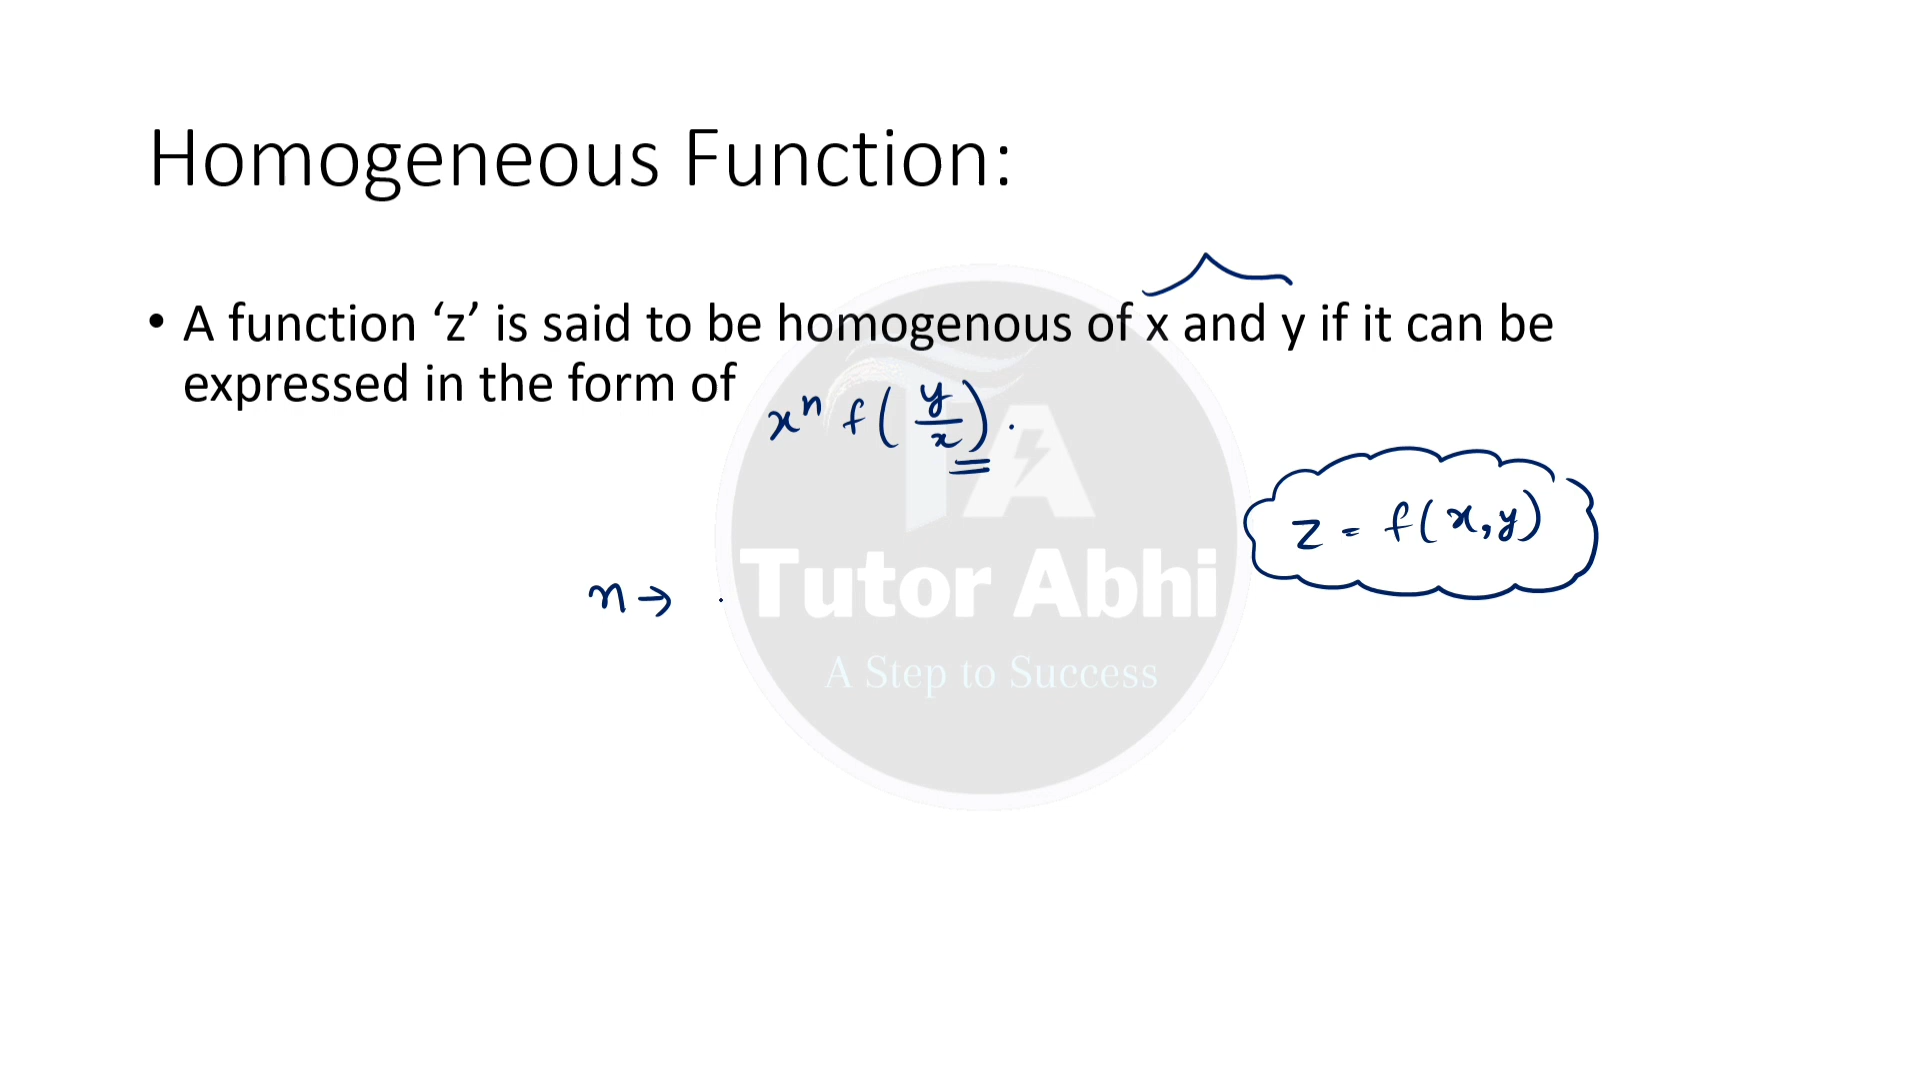 Homogeneous Function:
• A function ‘z’ is said to be homogenous of x and y if it can be
expressed in the form of
xⁿ f(y/x).
z = f(x,y)
n →
TA
Tutor Abhi
A Step to Success